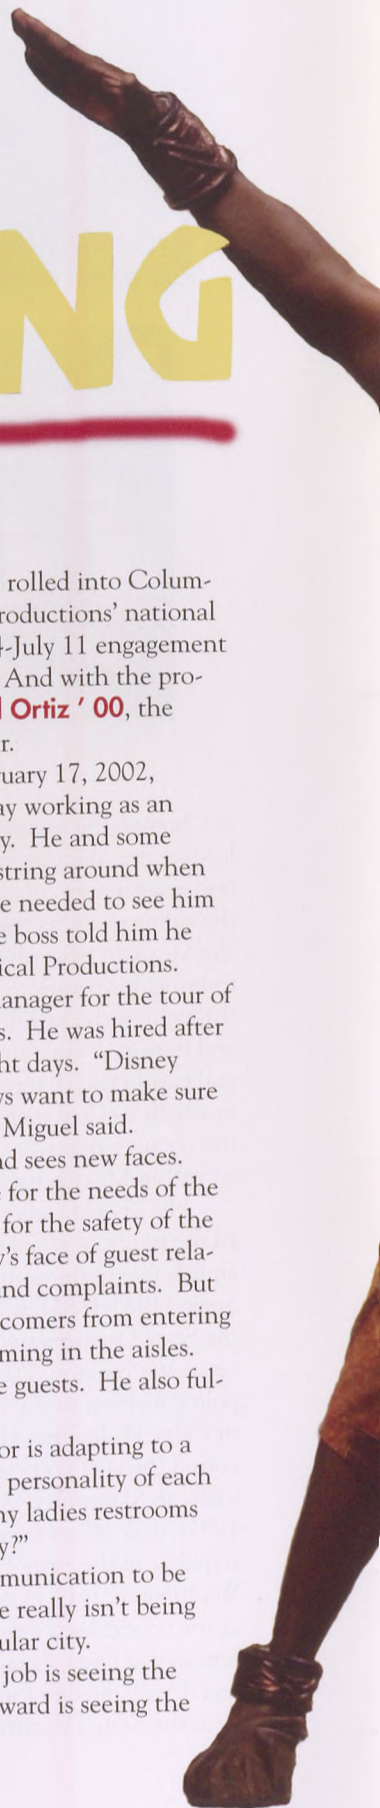 NG
rolled into Colum-
roductions' national
-July 11 engagement
And with the pro-
Ortiz ' 00, the
r.
uary 17, 2002,
ay working as an
y. He and some
string around when
e needed to see him
e boss told him he
ical Productions.
anager for the tour of
s. He was hired after
ht days. “Disney
ys want to make sure
Miguel said.
nd sees new faces.
for the needs of the
for the safety of the
y's face of guest rela-
nd complaints. But
comers from entering
ming in the aisles.
e guests. He also ful-
or is adapting to a
personality of each
ny ladies restrooms
y?”
munication to be
e really isn't being
ular city.
job is seeing the
ward is seeing the